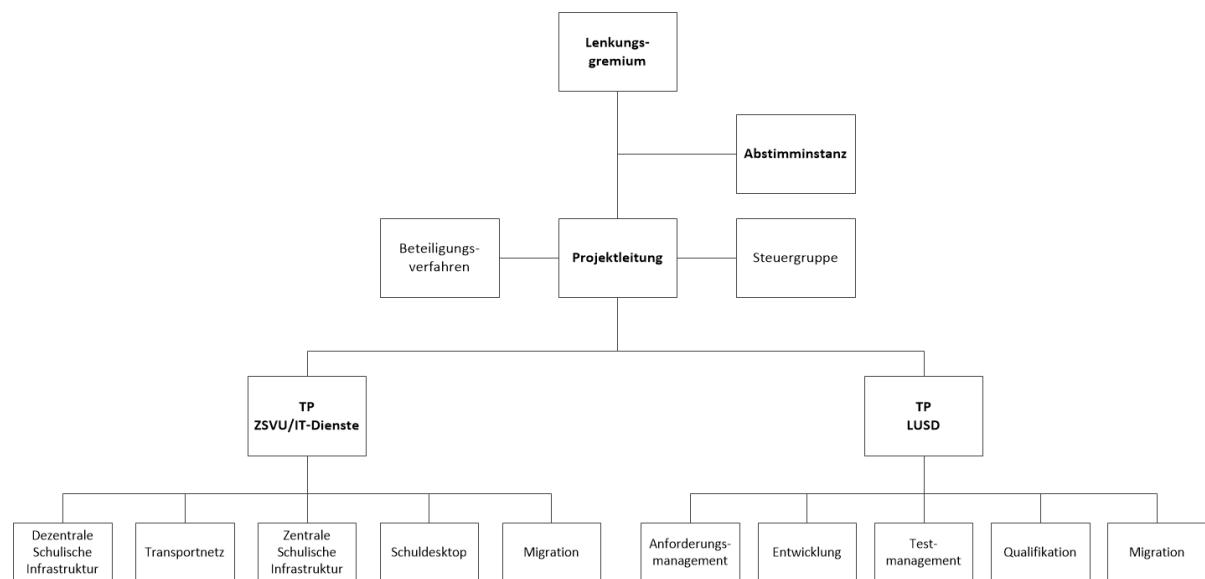 Lenkungs-
gremium
Abstimminstanz
Beteiligungs-
verfahren
Projektleitung
Steuergruppe
TP
ZSVU/IT-Dienste
TP
LUSD
Dezentrale
Schulische
Infrastruktur
Transportnetz
Zentrale
Schulische
Infrastruktur
Schuldesktop
Migration
Anforderungs-
management
Entwicklung
Test-
management
Qualifikation
Migration